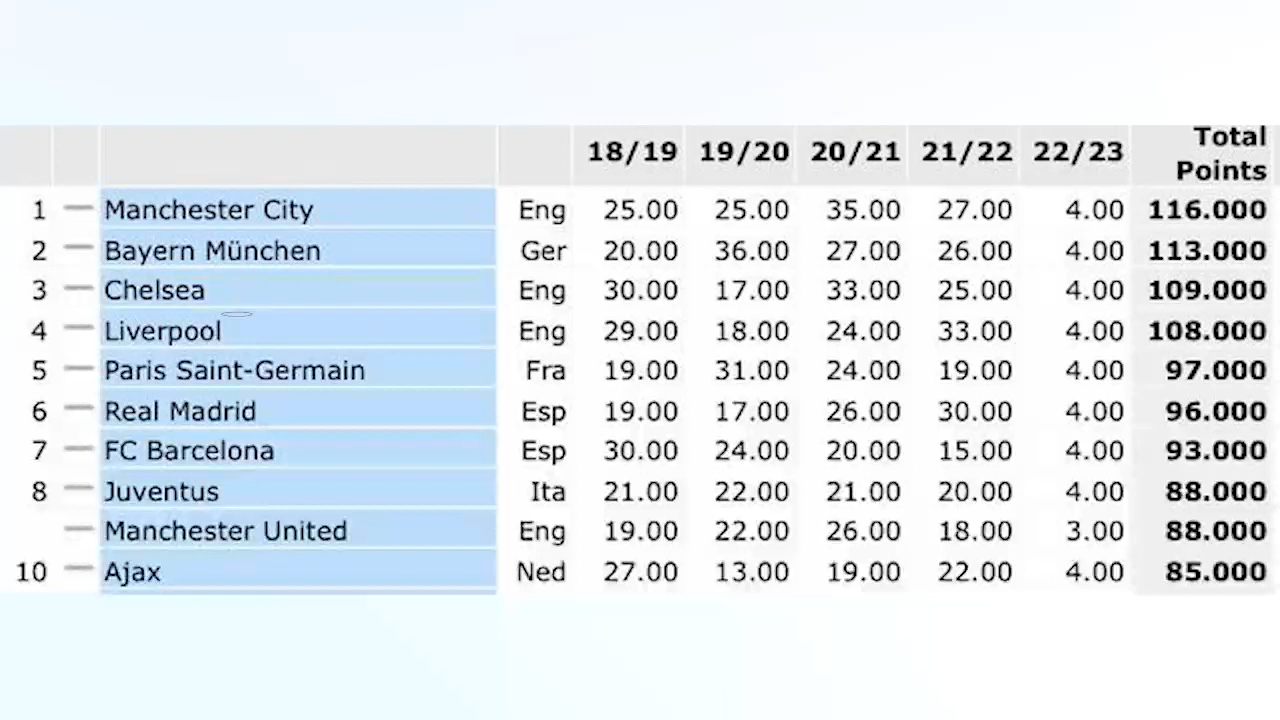 18/19 19/20 20/21 21/22 22/23 Total Points
1 Manchester City Eng 25.00 25.00 35.00 27.00 4.00 116.000
2 Bayern München Ger 20.00 36.00 27.00 26.00 4.00 113.000
3 Chelsea Eng 30.00 17.00 33.00 25.00 4.00 109.000
4 Liverpool Eng 29.00 18.00 24.00 33.00 4.00 108.000
5 Paris Saint-Germain Fra 19.00 31.00 24.00 19.00 4.00 97.000
6 Real Madrid Esp 19.00 17.00 26.00 30.00 4.00 96.000
7 FC Barcelona Esp 30.00 24.00 20.00 15.00 4.00 93.000
8 Juventus Ita 21.00 22.00 21.00 20.00 4.00 88.000
Manchester United Eng 19.00 22.00 26.00 18.00 3.00 88.000
10 Ajax Ned 27.00 13.00 19.00 22.00 4.00 85.000